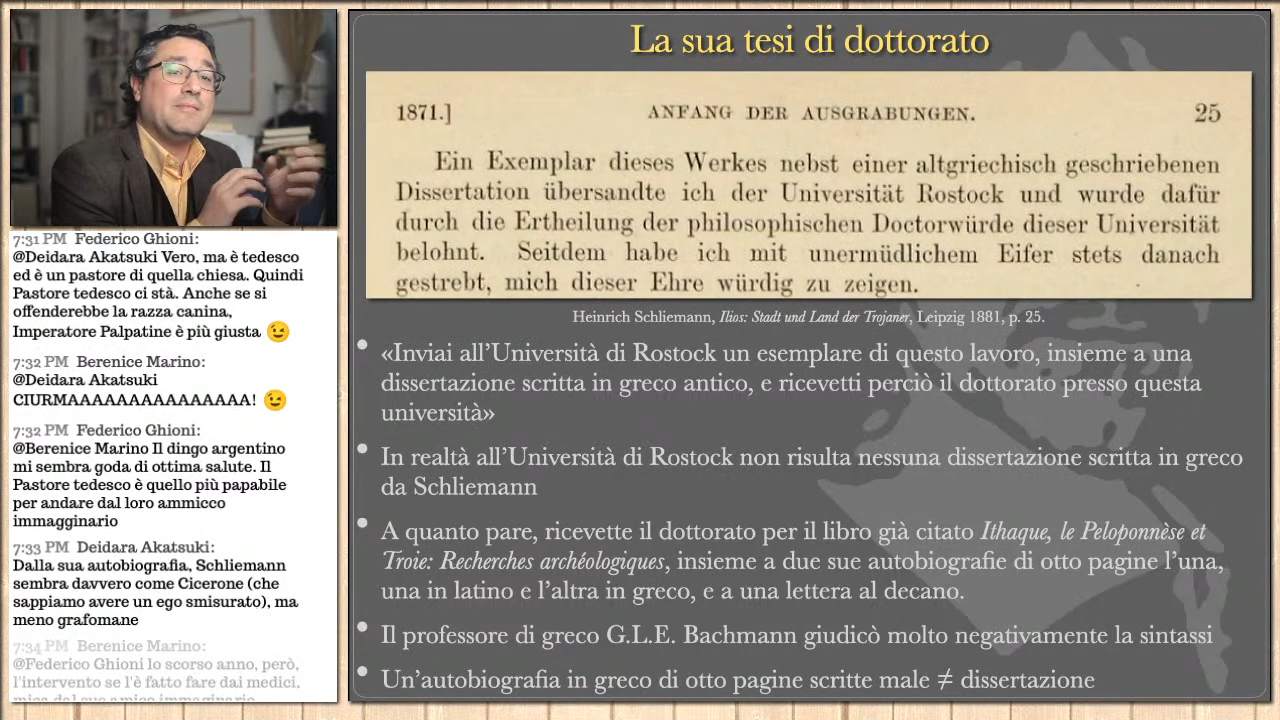 La sua tesi di dottorato
1871.] ANFANG DER AUSGRABUNGEN. 25
Ein Exemplar dieses Werkes nebst einer altgriechisch geschriebenen
Dissertation übersandte ich der Universität Rostock und wurde dafür
durch die Ertheilung der philosophischen Doctorwürde dieser Universität
belohnt. Seitdem habe ich mit unermüdlichem Eifer stets danach
gestrebt, mich dieser Ehre würdig zu zeigen.
Heinrich Schliemann, Ilios: Stadt und Land der Trojaner, Leipzig 1881, p. 25.
• «Inviai all’Università di Rostock un esemplare di questo lavoro, insieme a una
dissertazione scritta in greco antico, e ricevetti perciò il dottorato presso questa
università»
• In realtà all’Università di Rostock non risulta nessuna dissertazione scritta in greco
da Schliemann
• A quanto pare, ricevette il dottorato per il libro già citato Ithaque, le Peloponnèse et
Troie: Recherches archéologiques, insieme a due sue autobiografie di otto pagine l’una,
una in latino e l’altra in greco, e a una lettera al decano.
• Il professore di greco G.L.E. Bachmann giudicò molto negativamente la sintassi
• Un’autobiografia in greco di otto pagine scritte male ≠ dissertazione
7:31 PM Federico Ghioni:
@Deidara Akatsuki Vero, ma è tedesco
ed è un pastore di quella chiesa. Quindi
Pastore tedesco ci stà. Anche se si
offenderebbe la razza canina,
Imperatore Palpatine è più giusta 😉
7:32 PM Berenice Marino:
@Deidara Akatsuki
CIURMAAAAAAAAAAAAAAA! 😉
7:32 PM Federico Ghioni:
@Berenice Marino Il dingo argentino
mi sembra goda di ottima salute. Il
Pastore tedesco è quello più papabile
per andare dal loro ammicco
immagginario
7:33 PM Deidara Akatsuki:
Dalla sua autobiografia, Schliemann
sembra davvero come Cicerone (che
sappiamo avere un ego smisurato), ma
meno grafomane
7:34 PM Berenice Marino:
@Federico Ghioni lo scorso anno, però,
l'intervento se l'è fatto fare dai medici,
mica dal suo amico immaginario